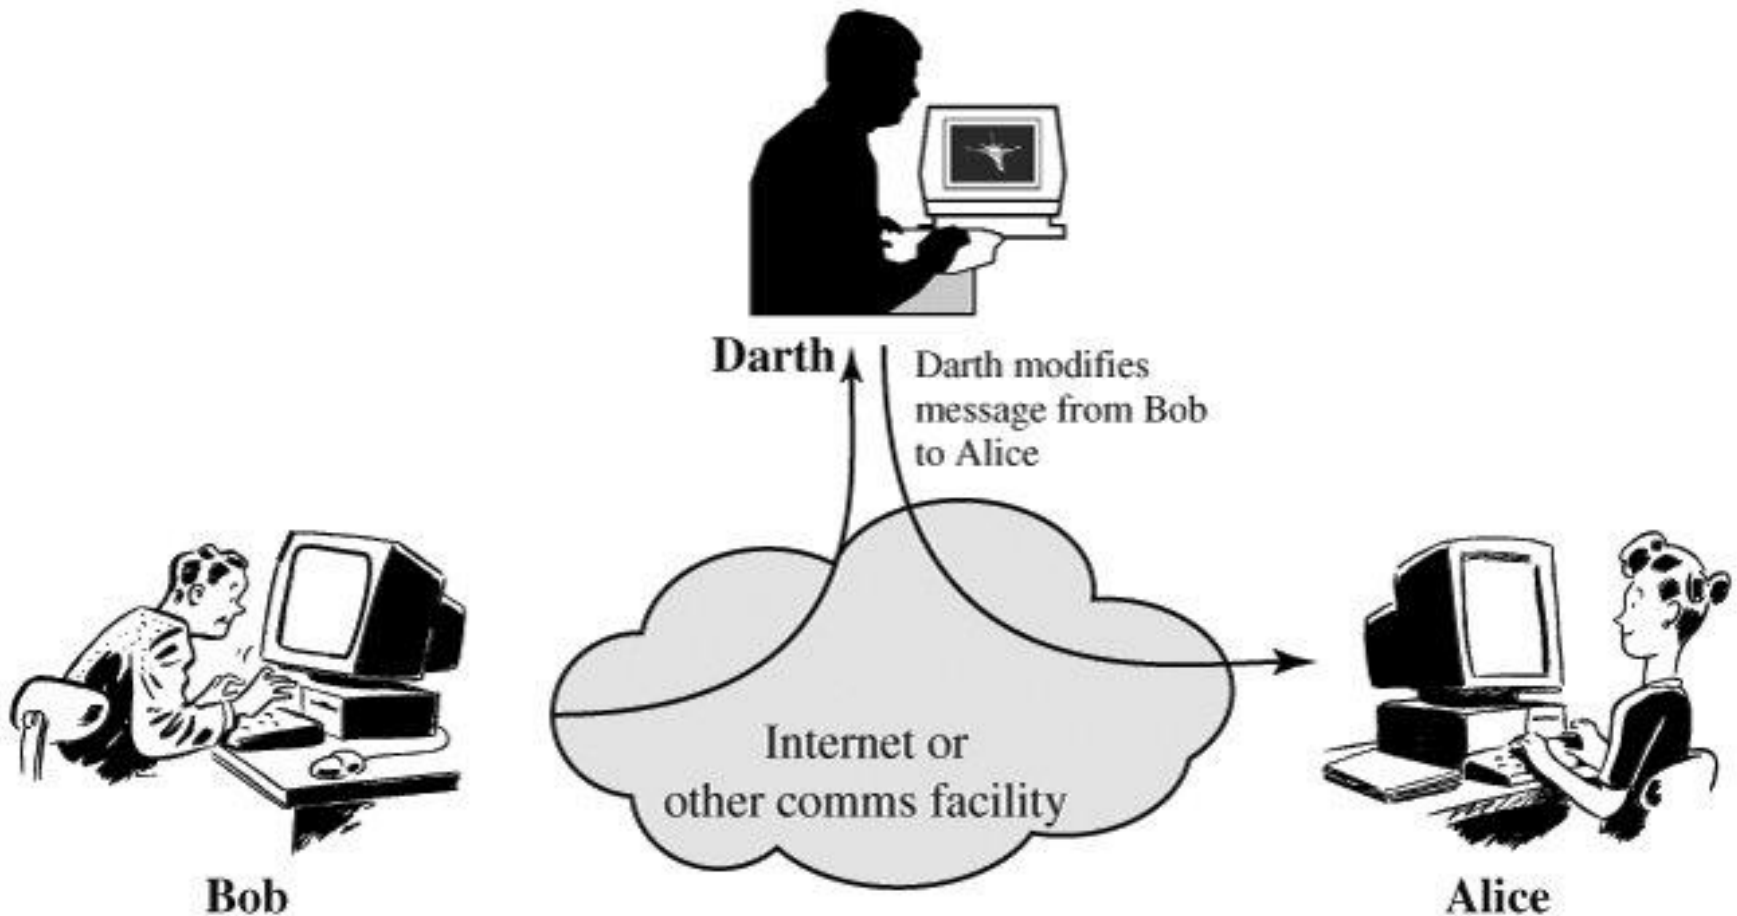 Darth
Darth modifies
message from Bob
to Alice
Internet or
other comms facility
Bob
Alice